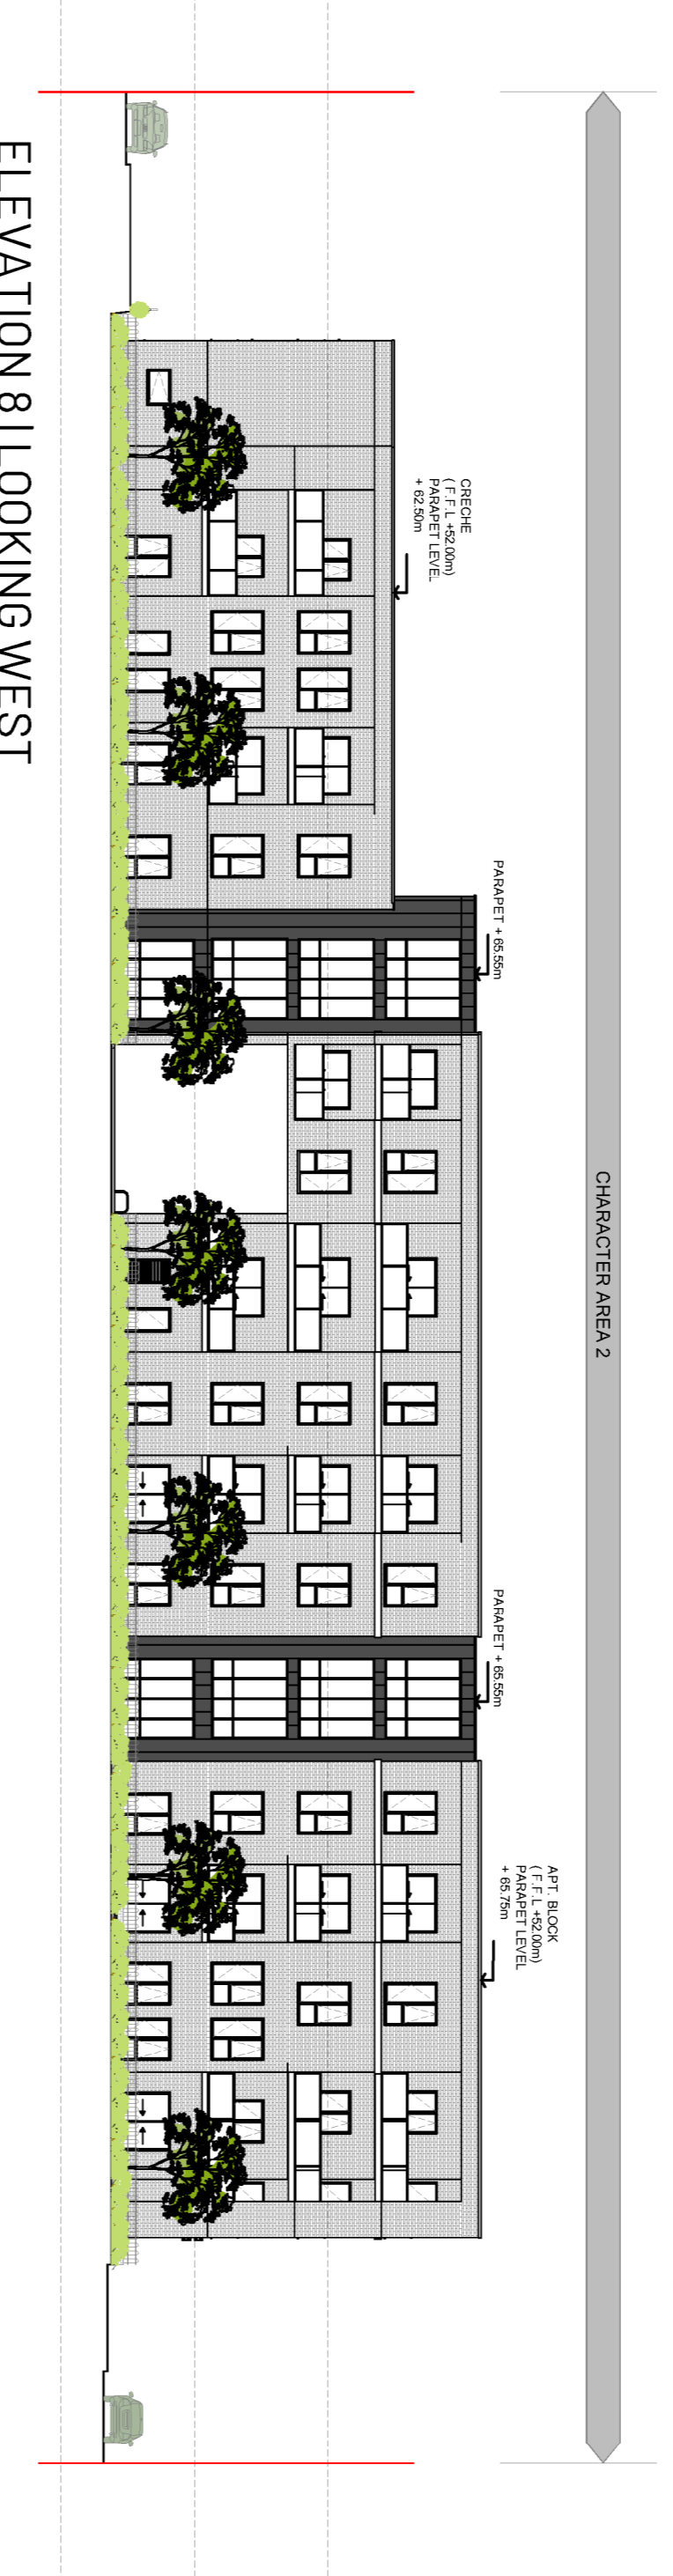 CHARACTER AREA 2
CRECHE
( F.F.L +52.00m)
PARAPET LEVEL
+ 62.50m
PARAPET + 65.55m
PARAPET + 65.55m
APT. BLOCK
( F.F.L +52.00m)
PARAPET LEVEL
+ 65.75m
ELEVATION 8 | LOOKING WEST